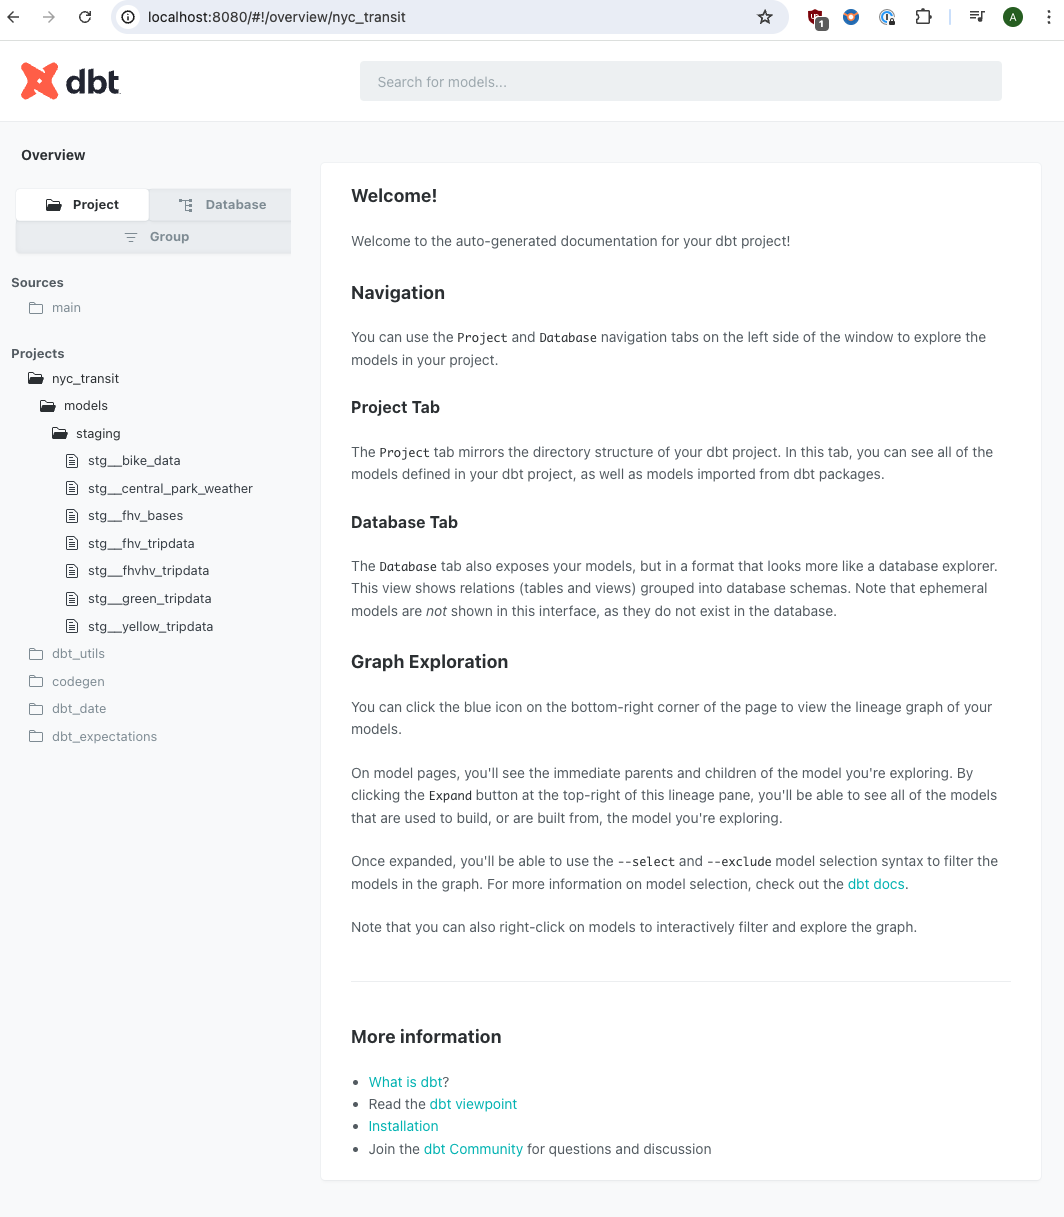 localhost:8080/#!/overview/nyc_transit
1
A
dbt
Search for models...
Overview
Project
Database
Group
Sources
main
Projects
nyc_transit
models
staging
stg__bike_data
stg__central_park_weather
stg__fhv_bases
stg__fhv_tripdata
stg__fhvhv_tripdata
stg__green_tripdata
stg__yellow_tripdata
dbt_utils
codegen
dbt_date
dbt_expectations
Welcome!
Welcome to the auto-generated documentation for your dbt project!
Navigation
You can use the Project and Database navigation tabs on the left side of the window to explore the
models in your project.
Project Tab
The Project tab mirrors the directory structure of your dbt project. In this tab, you can see all of the
models defined in your dbt project, as well as models imported from dbt packages.
Database Tab
The Database tab also exposes your models, but in a format that looks more like a database explorer.
This view shows relations (tables and views) grouped into database schemas. Note that ephemeral
models are not shown in this interface, as they do not exist in the database.
Graph Exploration
You can click the blue icon on the bottom-right corner of the page to view the lineage graph of your
models.
On model pages, you'll see the immediate parents and children of the model you're exploring. By
clicking the Expand button at the top-right of this lineage pane, you'll be able to see all of the models
that are used to build, or are built from, the model you're exploring.
Once expanded, you'll be able to use the --select and --exclude model selection syntax to filter the
models in the graph. For more information on model selection, check out the dbt docs.
Note that you can also right-click on models to interactively filter and explore the graph.
More information
• What is dbt?
• Read the dbt viewpoint
• Installation
• Join the dbt Community for questions and discussion